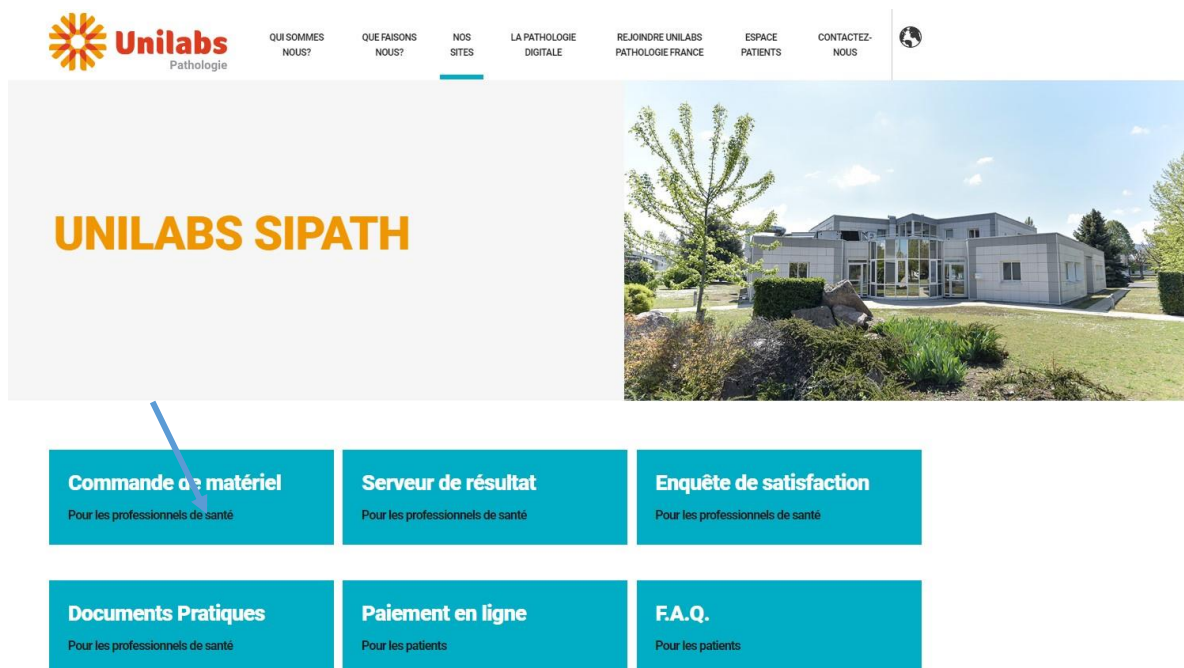 Unilabs
Pathologie
QUI SOMMES
NOUS?
QUE FAISONS
NOUS?
NOS
SITES
LA PATHOLOGIE
DIGITALE
REJOINDRE UNILABS
PATHOLOGIE FRANCE
ESPACE
PATIENTS
CONTACTEZ-
NOUS
UNILABS SIPATH
Commande de matériel
Pour les professionnels de santé
Serveur de résultat
Pour les professionnels de santé
Enquête de satisfaction
Pour les professionnels de santé
Documents Pratiques
Pour les professionnels de santé
Paiement en ligne
Pour les patients
F.A.Q.
Pour les patients